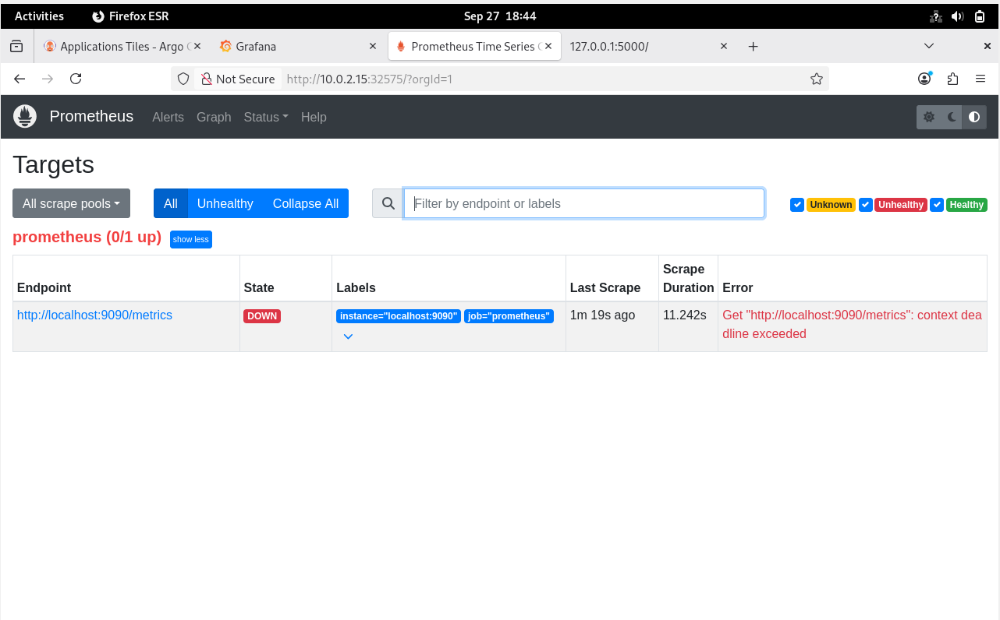 Activities Firefox ESR Sep 27 18:44
Applications Tiles - Argo Grafana Prometheus Time Series 127.0.0.1:5000/
Not Secure http://10.0.2.15:32575/?orgId=1
Prometheus Alerts Graph Status Help
Targets
All scrape pools All Unhealthy Collapse All Filter by endpoint or labels Unknown Unhealthy Healthy
prometheus (0/1 up) show less
Endpoint State Labels Last Scrape Scrape Duration Error
http://localhost:9090/metrics DOWN instance="localhost:9090" job="prometheus" 1m 19s ago 11.242s Get "http://localhost:9090/metrics": context dea
dline exceeded